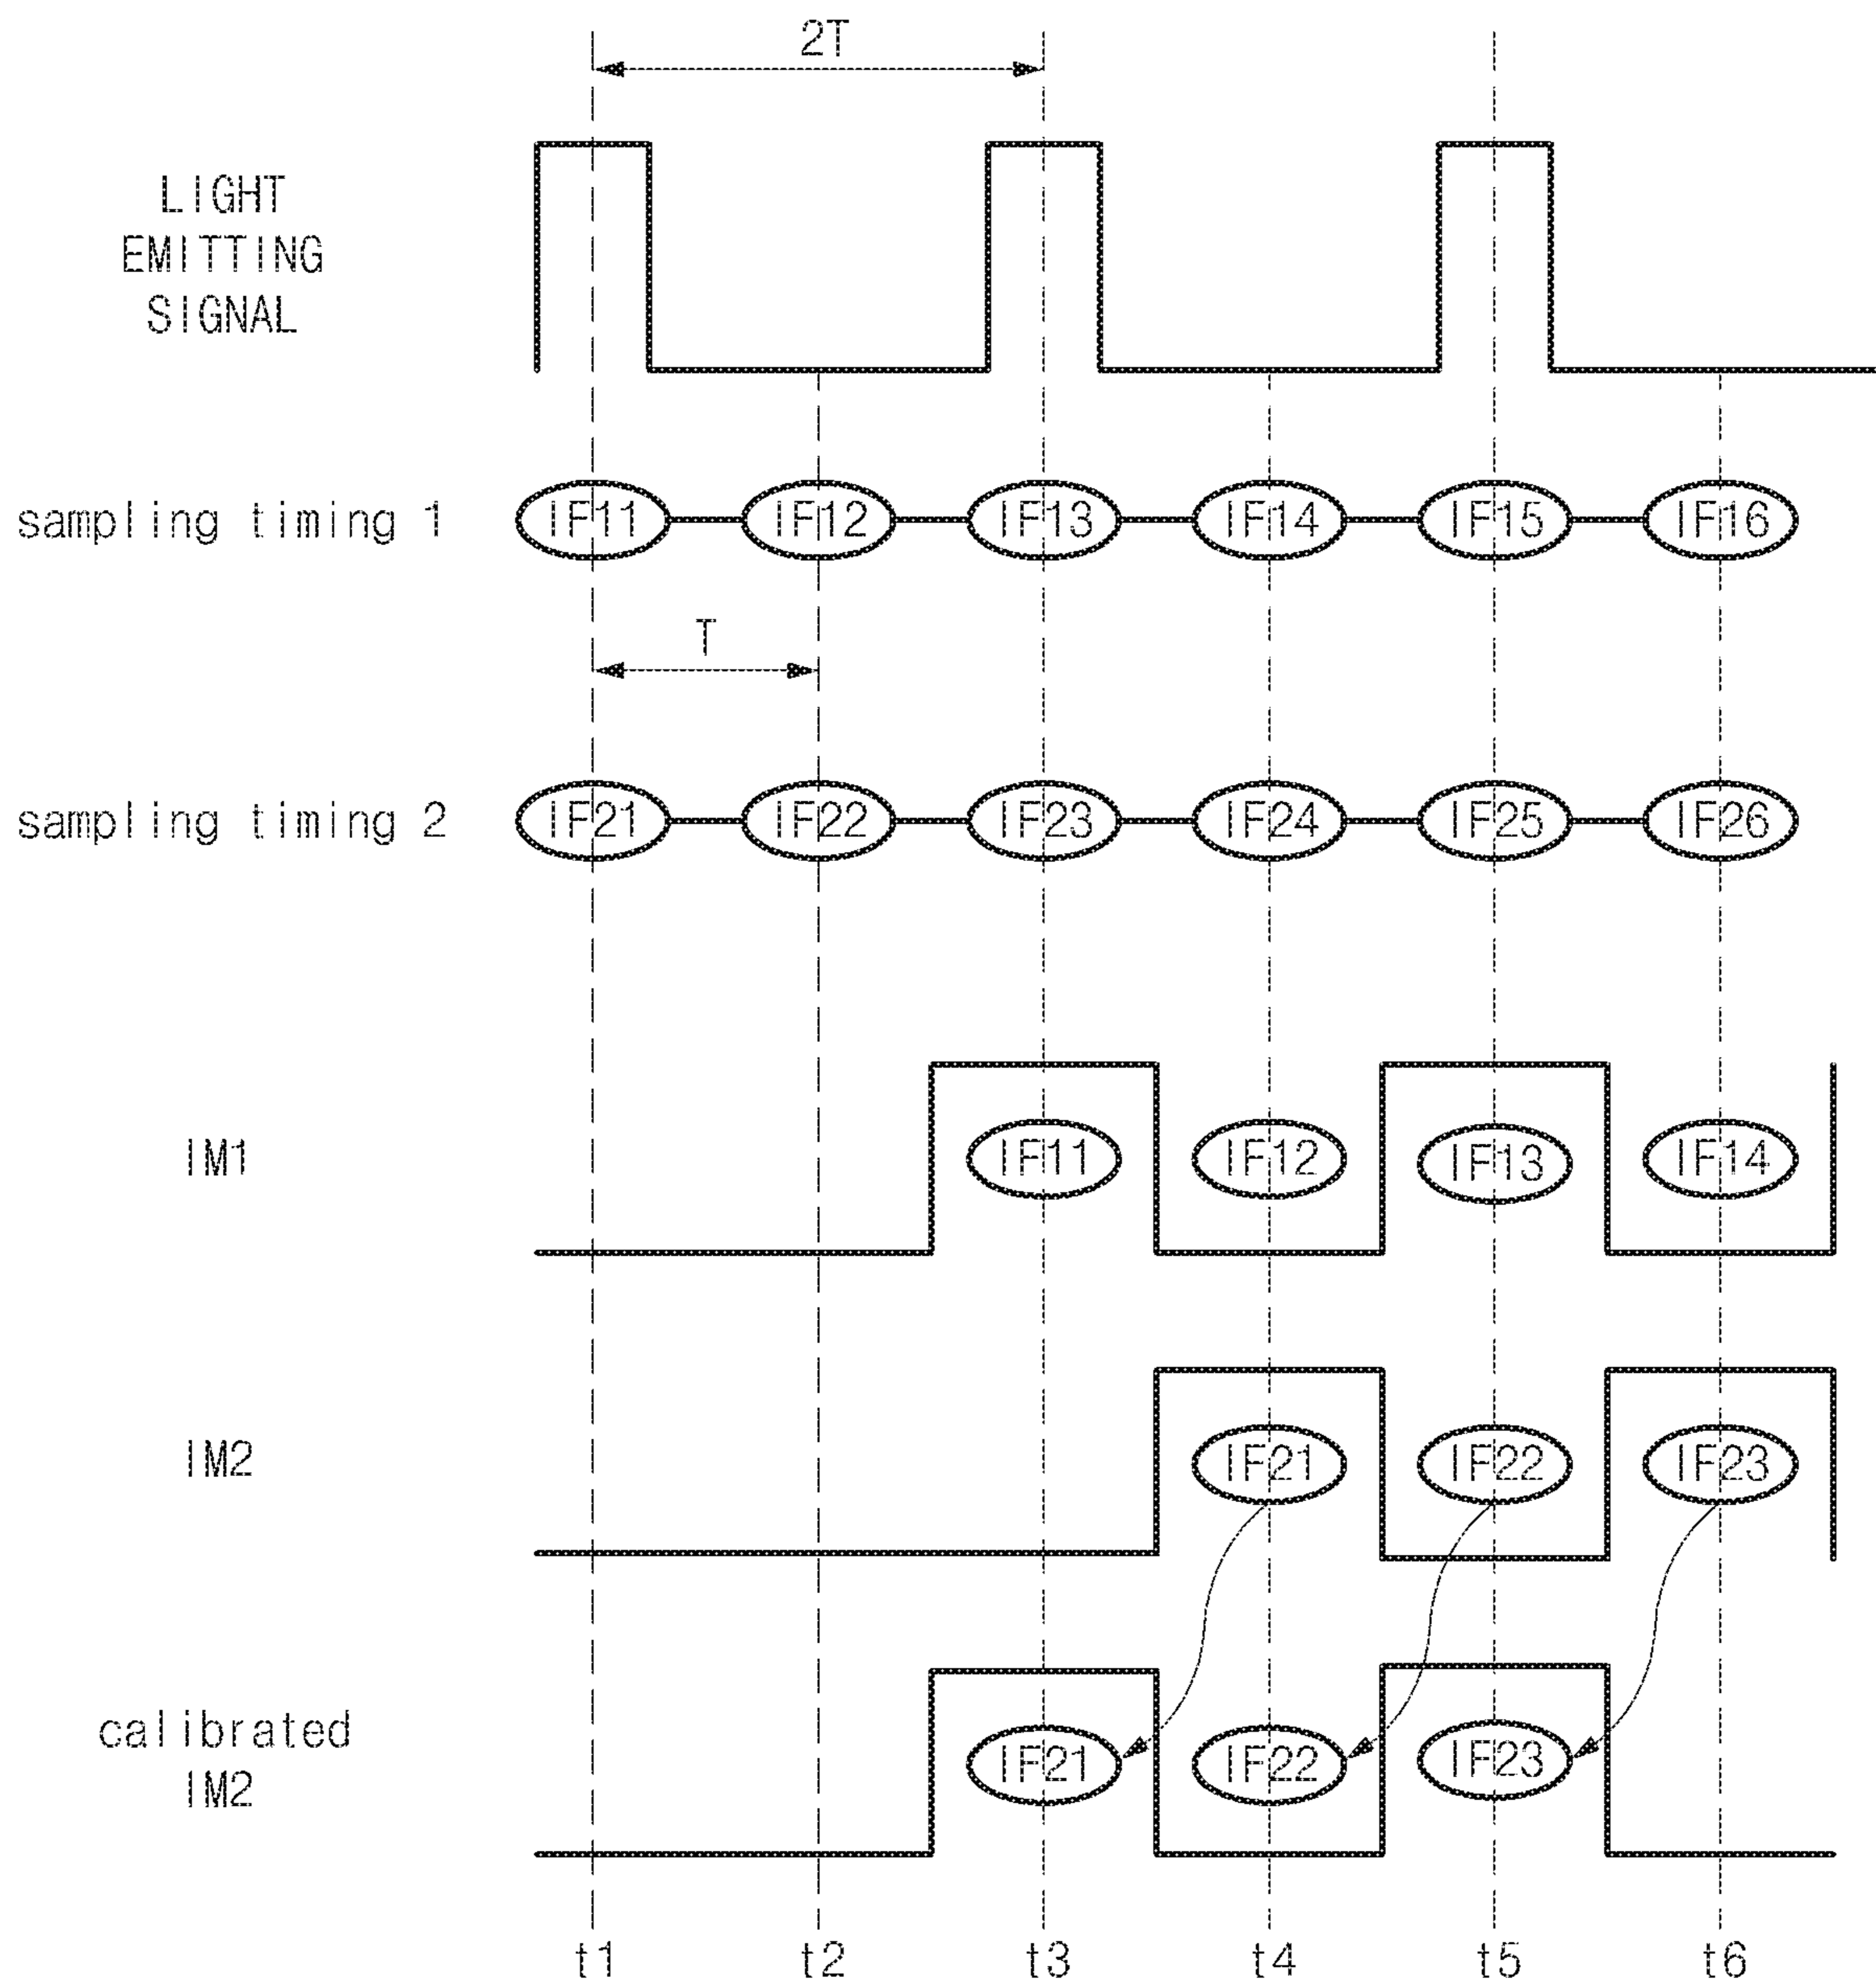 2T
LIGHT
EMITTING
SIGNAL
sampling timing 1 IF11 IF12 IF13 IF14 IF15 IF16
T
sampling timing 2 IF21 IF22 IF23 IF24 IF25 IF26
IM1 IF11 IF12 IF13 IF14
IM2 IF21 IF22 IF23
calibrated
IM2
IF21 IF22 IF23
t1 t2 t3 t4 t5 t6